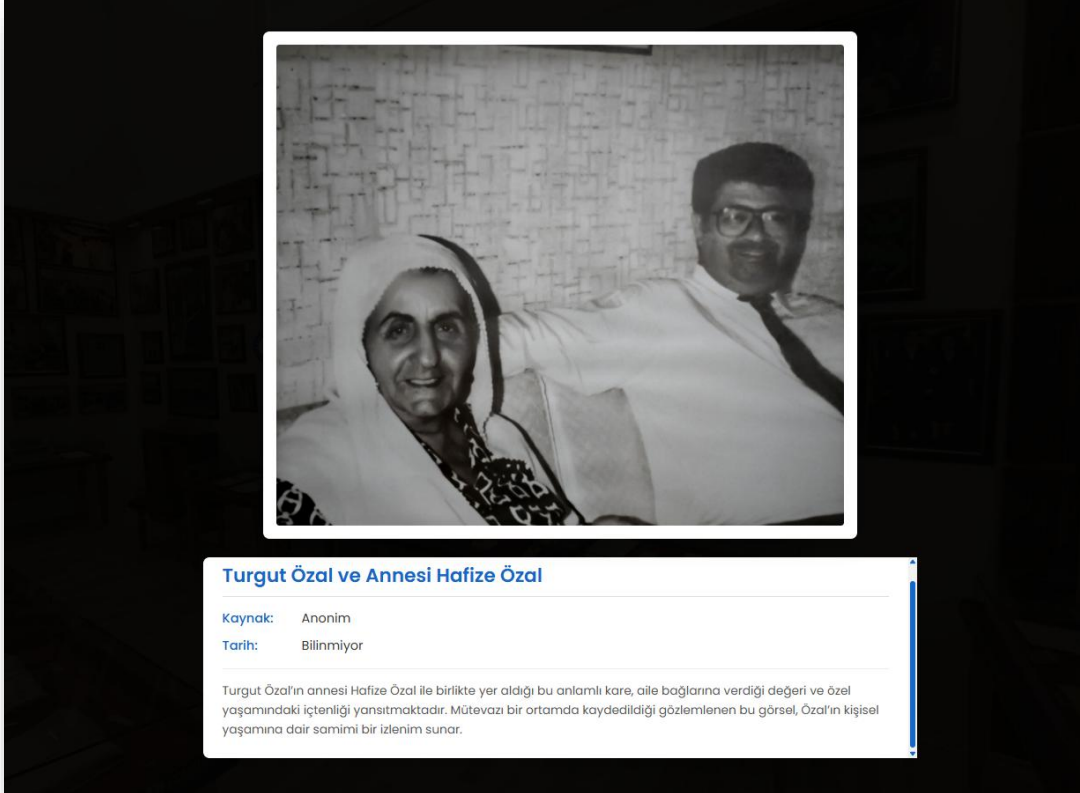 Turgut Özal ve Annesi Hafize Özal
Kaynak: Anonim
Tarih: Bilinmiyor
Turgut Özal'ın annesi Hafize Özal ile birlikte yer aldığı bu anlamlı kare, aile bağlarına verdiği değeri ve özel
yaşamındaki içtenliği yansıtmaktadır. Mütevazı bir ortamda kaydedildiği gözlemlenen bu görsel, Özal'ın kişisel
yaşamına dair samimi bir izlenim sunar.